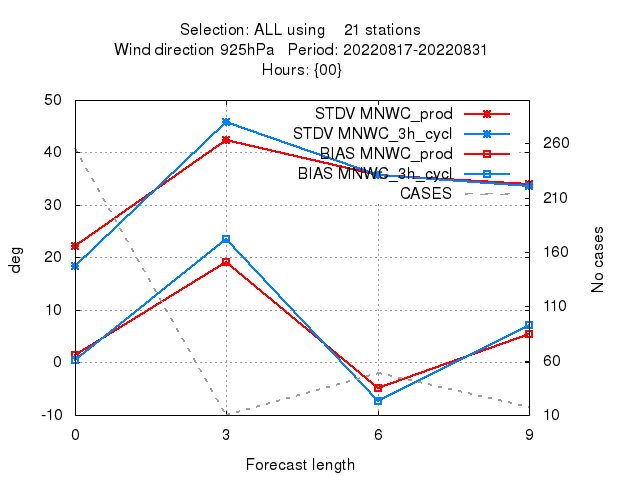 Selection: ALL using    21 stations
Wind direction 925hPa   Period: 20220817-20220831
Hours: {00}
STDV MNWC_prod
STDV MNWC_3h_cycl
BIAS MNWC_prod
BIAS MNWC_3h_cycl
CASES
50
40
30
20
10
0
-10
deg
260
210
160
110
60
10
No cases
0 3 6 9
Forecast length